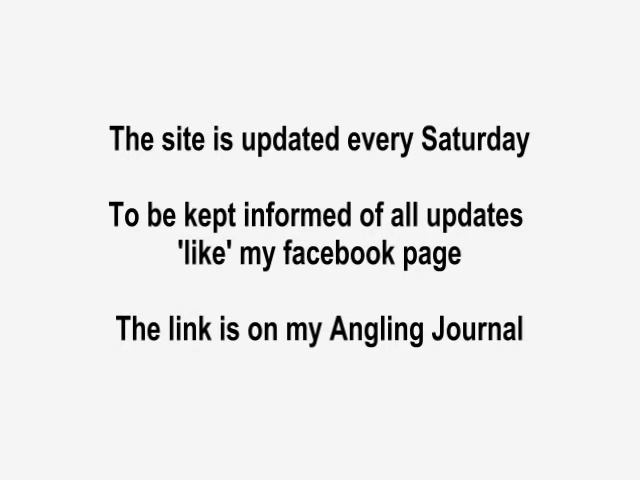 The site is updated every Saturday
To be kept informed of all updates
'like' my facebook page
The link is on my Angling Journal